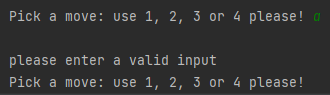 Pick a move: use 1, 2, 3 or 4 please! a
please enter a valid input
Pick a move: use 1, 2, 3 or 4 please!